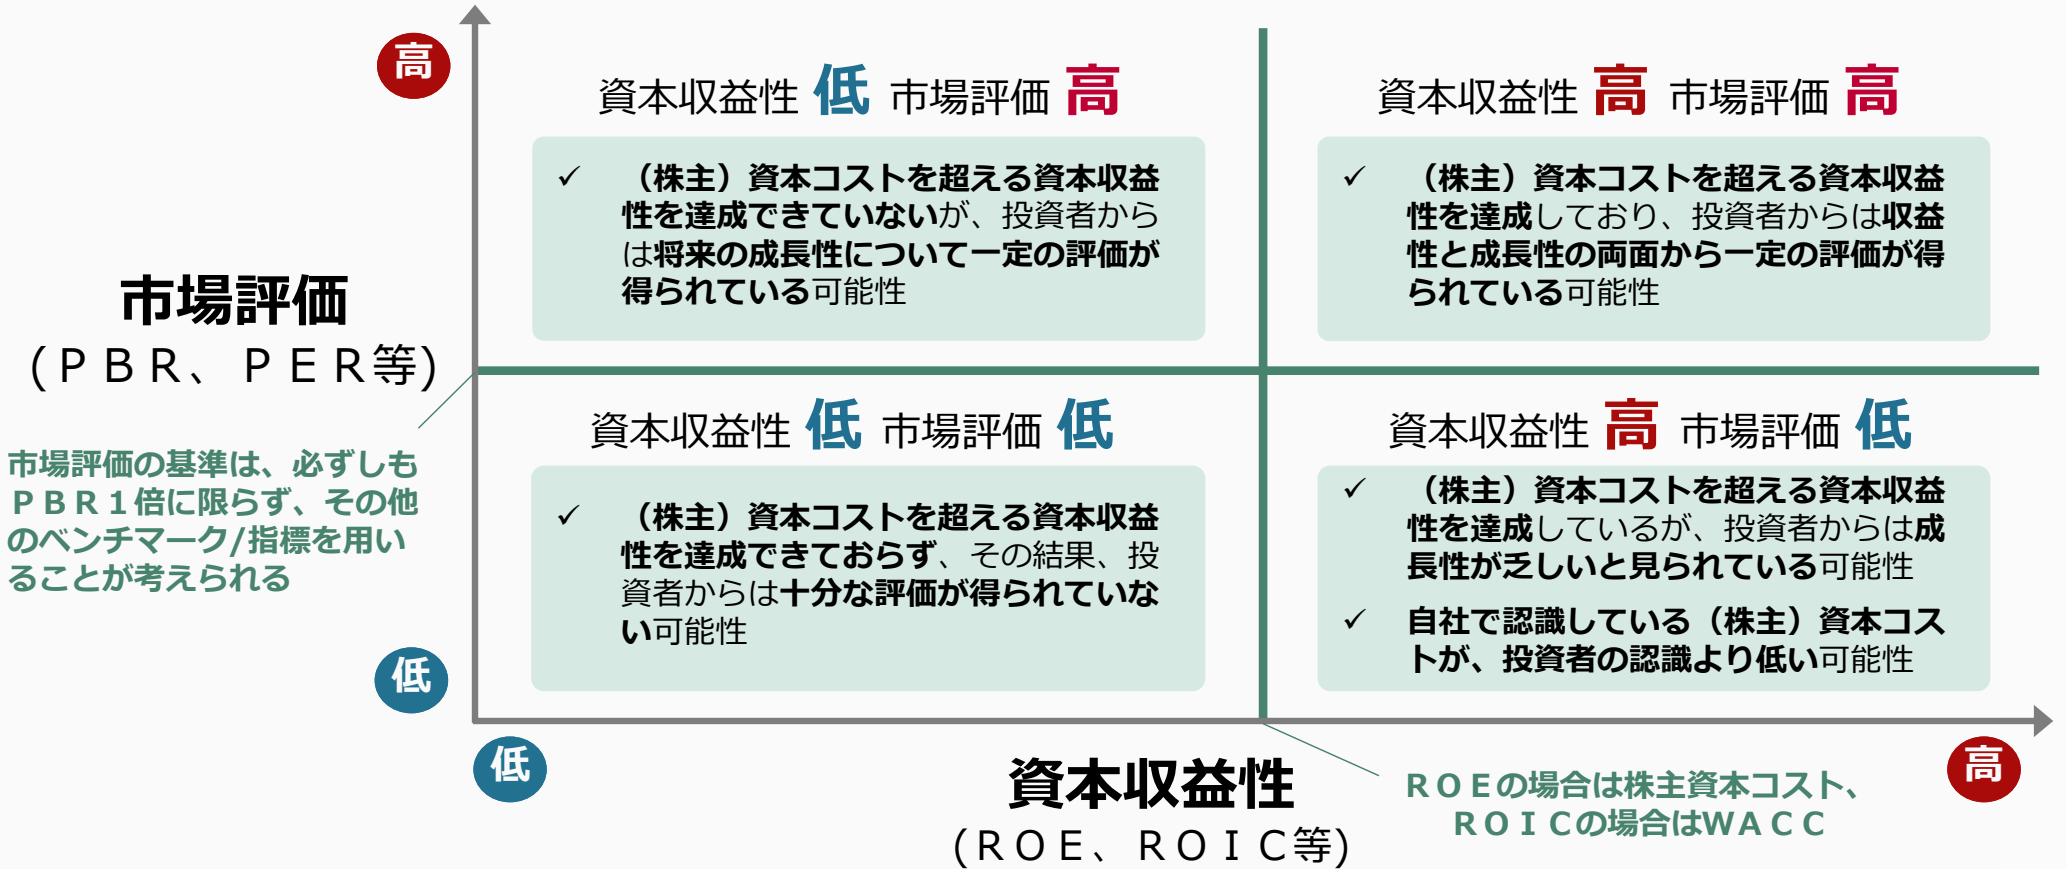 高
資本収益性 低 市場評価 高
✓ （株主）資本コストを超える資本収益
性を達成できていないが、投資者から
は将来の成長性について一定の評価が
得られている可能性
資本収益性 高 市場評価 高
✓ （株主）資本コストを超える資本収益
性を達成しており、投資者からは収益
性と成長性の両面から一定の評価が得
られている可能性
市場評価
(ＰＢＲ、ＰＥＲ等)
市場評価の基準は、必ずしも
ＰＢＲ１倍に限らず、その他
のベンチマーク/指標を用い
ることが考えられる
資本収益性 低 市場評価 低
✓ （株主）資本コストを超える資本収益
性を達成できておらず、その結果、投
資者からは十分な評価が得られていな
い可能性
資本収益性 高 市場評価 低
✓ （株主）資本コストを超える資本収益
性を達成しているが、投資者からは成
長性が乏しいと見られている可能性
✓ 自社で認識している（株主）資本コス
トが、投資者の認識より低い可能性
低
低
資本収益性
(ＲＯＥ、ＲＯＩＣ等)
ＲＯＥの場合は株主資本コスト、
ＲＯＩＣの場合はWACC
高